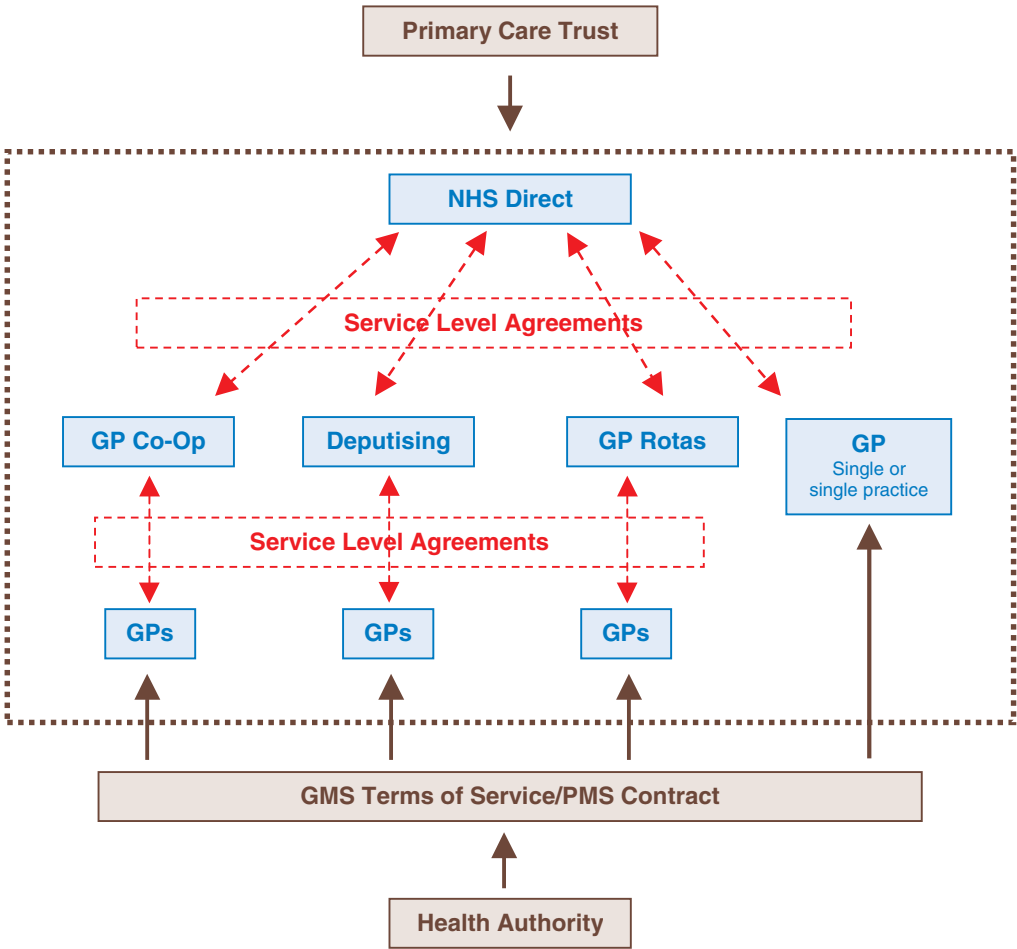 Primary Care Trust
NHS Direct
Service Level Agreements
GP Co-Op
Deputising
GP Rotas
GP
Single or
single practice
Service Level Agreements
GPs
GPs
GPs
GMS Terms of Service/PMS Contract
Health Authority